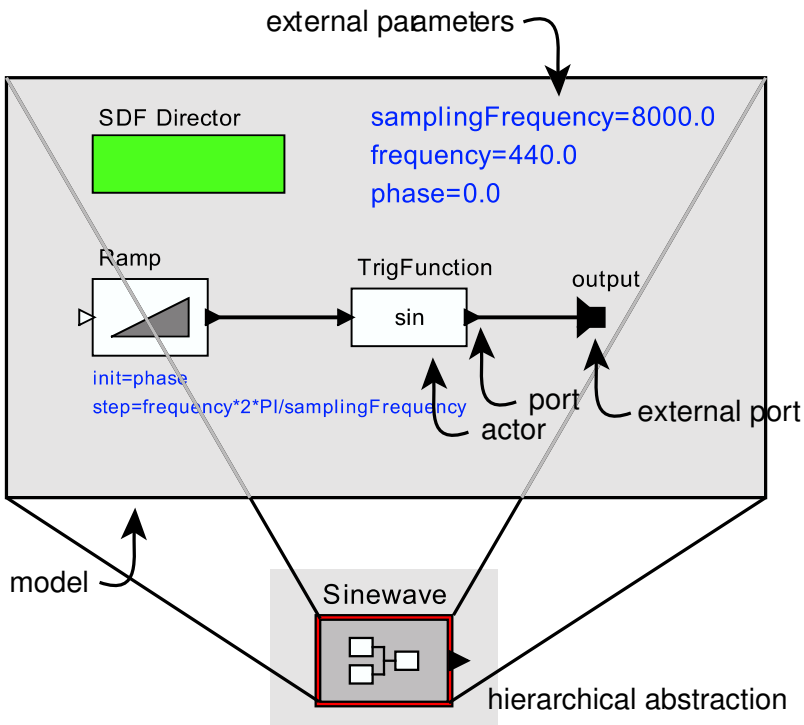 external parameters
SDF Director
samplingFrequency=8000.0
frequency=440.0
phase=0.0
Ramp
TrigFunction
output
sin
init=phase
step=frequency*2*PI/samplingFrequency
port
external port
actor
model
Sinewave
hierarchical abstraction